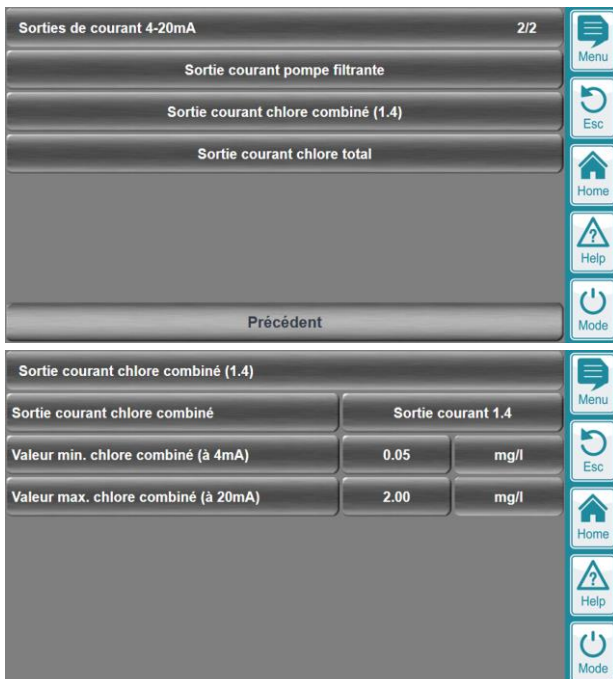 Sorties de courant 4-20mA 2/2
Sortie courant pompe filtrante
Sortie courant chlore combiné (1.4)
Sortie courant chlore total
Précédent
Menu
Esc
Home
?
Help
Mode
Sortie courant chlore combiné (1.4)
Sortie courant chlore combiné Sortie courant 1.4
Valeur min. chlore combiné (à 4mA) 0.05 mg/l
Valeur max. chlore combiné (à 20mA) 2.00 mg/l
Menu
Esc
Home
?
Help
Mode